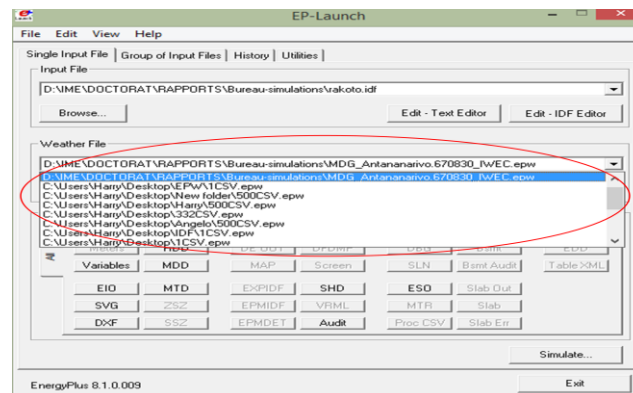 EP-Launch
File Edit View Help
Single Input File Group of Input Files History Utilities
Input File
D:\IME\DOCTORAT\RAPPORTS\Bureau-simulations\rakoto.idf
Browse... Edit - Text Editor Edit - IDF Editor
Weather File
D:\IME\DOCTORAT\RAPPORTS\Bureau-simulations\MDG_Antananarivo.670830_IWEC.epw
D:\IME\DOCTORAT\RAPPORTS\Bureau-simulations\MDG_Antananarivo.670830_IWEC.epw
C:\Users\Harry\Desktop\EPW\1CSV.epw
C:\Users\Harry\Desktop\New folder\500CSV.epw
C:\Users\Harry\Desktop\Harry\500CSV.epw
C:\Users\Harry\Desktop\332CSV.epw
C:\Users\Harry\Desktop\Angelo\500CSV.epw
C:\Users\Harry\Desktop\IDF\1CSV.epw
C:\Users\Harry\Desktop\1CSV.epw
Variables MDD MAP Screen SLN Bsmt Audit Table XML
EIO MTD EXPIDF SHD ESO Slab Out
SVG ZSZ EPMIDF VRML MTR Slab
DXF SSZ EPMDET Audit Proc CSV Slab Err
Simulate...
EnergyPlus 8.1.0.009 Exit